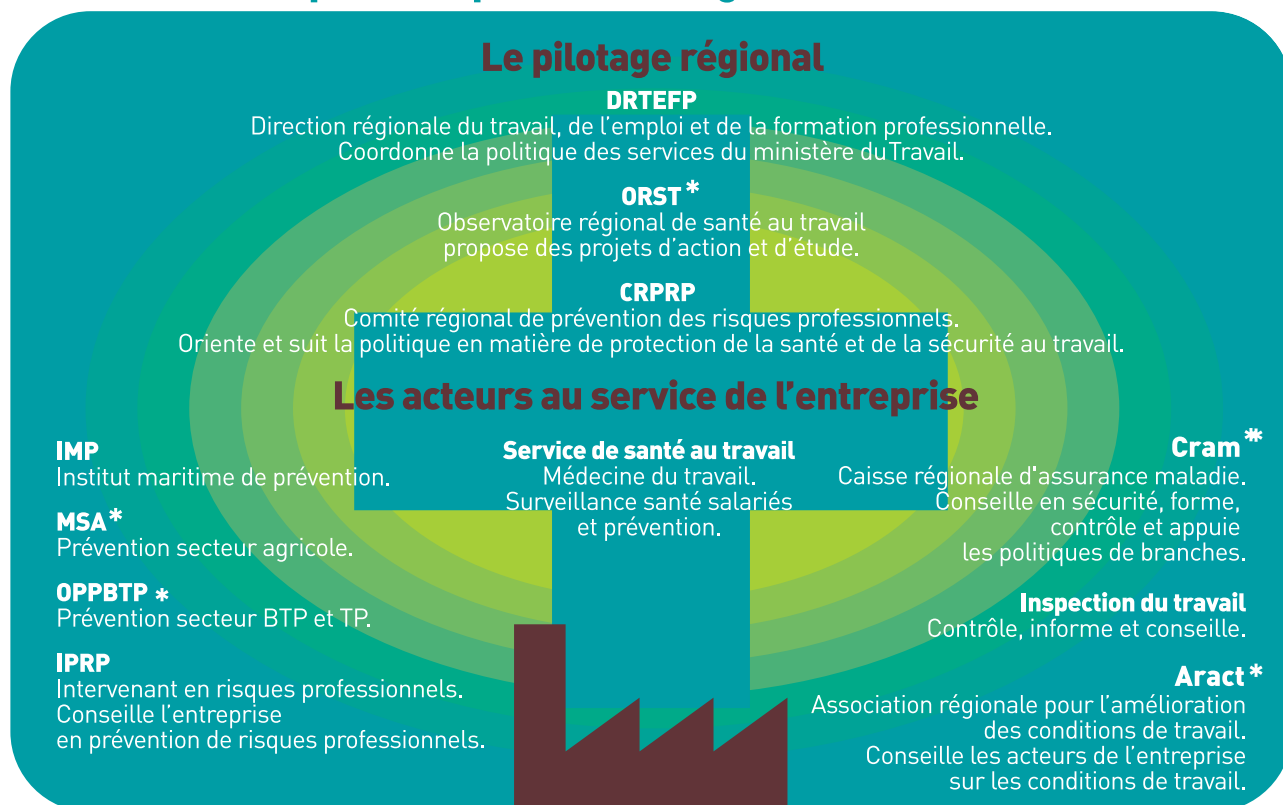 Le pilotage régional
DRTEFP
Direction régionale du travail, de l'emploi et de la formation professionnelle.
Coordonne la politique des services du ministère du Travail.
ORST*
Observatoire régional de santé au travail
propose des projets d'action et d'étude.
CRPRP
Comité régional de prévention des risques professionnels.
Oriente et suit la politique en matière de protection de la santé et de la sécurité au travail.
Les acteurs au service de l'entreprise
IMP
Institut maritime de prévention.
MSA*
Prévention secteur agricole.
OPPBTP *
Prévention secteur BTP et TP.
IPRP
Intervenant en risques professionnels.
Conseille l'entreprise
en prévention de risques professionnels.
Service de santé au travail
Médecine du travail.
Surveillance santé salariés
et prévention.
Cram**
Caisse régionale d'assurance maladie.
Conseille en sécurité, forme,
contrôle et appuie
les politiques de branches.
Inspection du travail
Contrôle, informe et conseille.
Aract*
Association régionale pour l'amélioration
des conditions de travail.
Conseille les acteurs de l'entreprise
sur les conditions de travail.